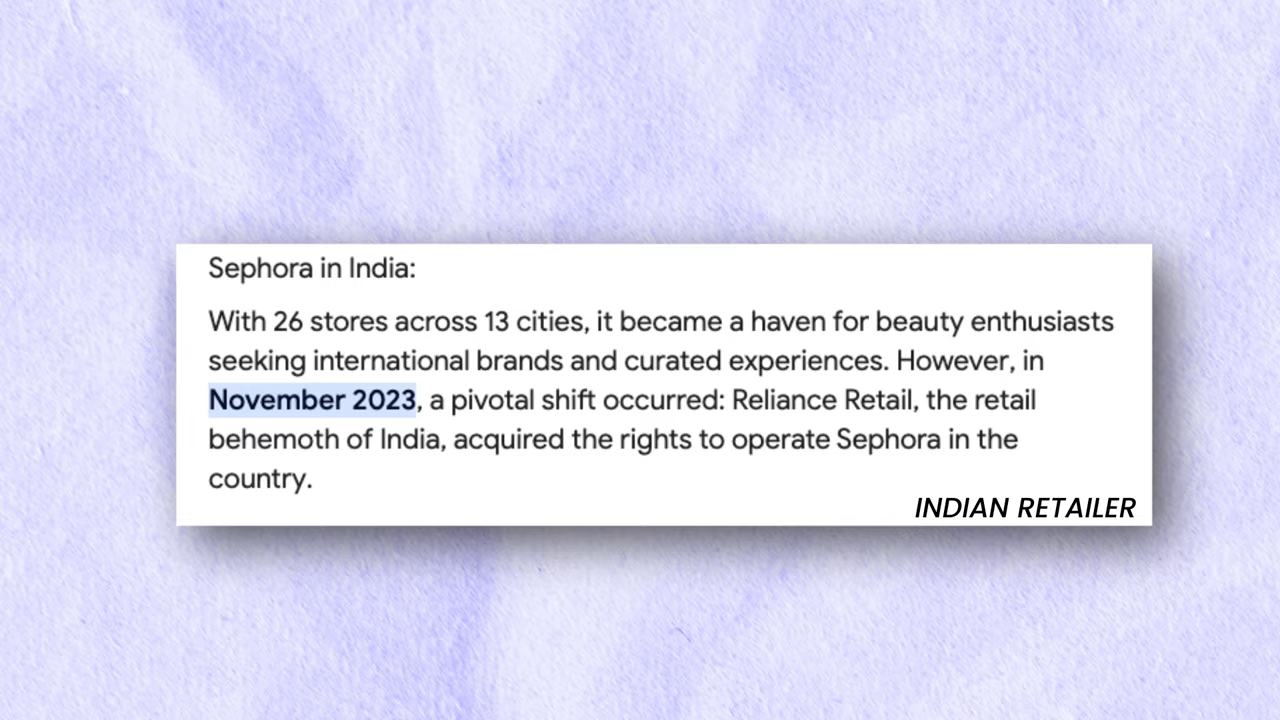 Sephora in India:
With 26 stores across 13 cities, it became a haven for beauty enthusiasts
seeking international brands and curated experiences. However, in
November 2023, a pivotal shift occurred: Reliance Retail, the retail
behemoth of India, acquired the rights to operate Sephora in the
country.
INDIAN RETAILER